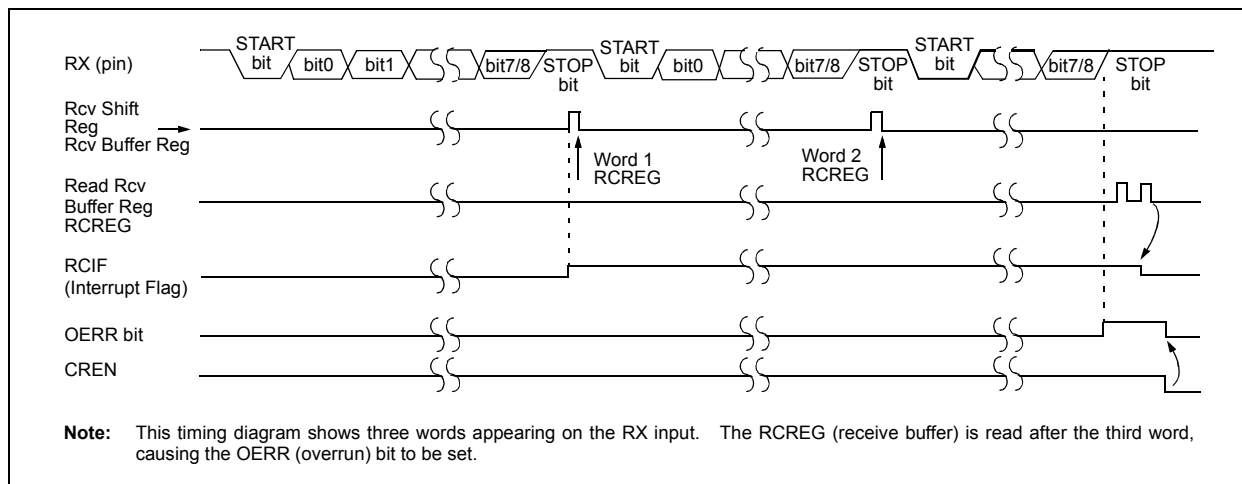 START
bit
bit0
bit1
bit7/8
STOP
bit
START
bit
bit0
bit7/8
STOP
bit
START
bit
bit7/8
STOP
bit
RX (pin)
Rcv Shift
Reg
Rcv Buffer Reg
Word 1
RCREG
Word 2
RCREG
Read Rcv
Buffer Reg
RCREG
RCIF
(Interrupt Flag)
OERR bit
CREN
Note: This timing diagram shows three words appearing on the RX input. The RCREG (receive buffer) is read after the third word,
causing the OERR (overrun) bit to be set.